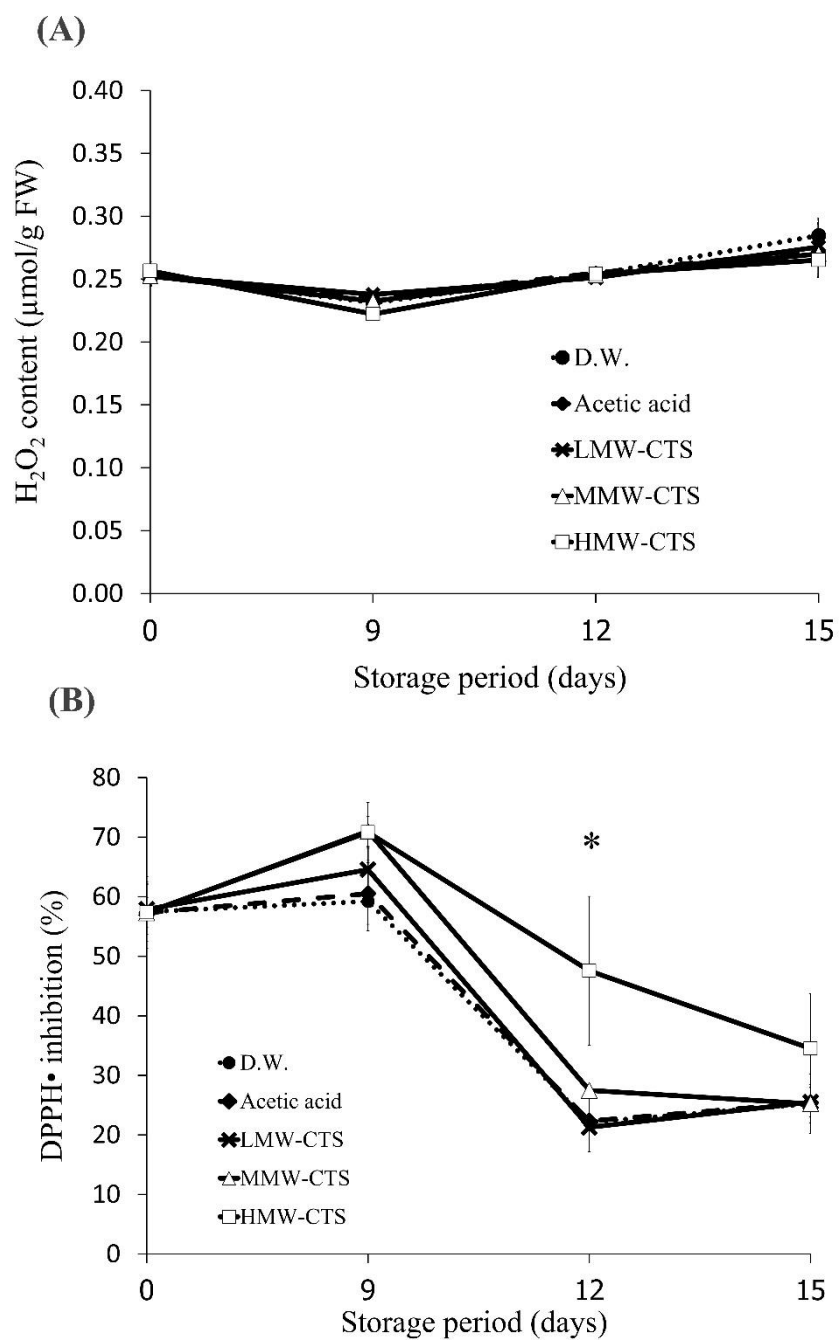 (A)
0.40
0.35
0.30
0.25
0.20
0.15
0.10
0.05
0.00
H₂O₂ content (μmol/g FW)
D.W.
Acetic acid
LMW-CTS
MMW-CTS
HMW-CTS
0 9 12 15
Storage period (days)
(B)
80
70
60
50
40
30
20
10
0
DPPH• inhibition (%)
*
D.W.
Acetic acid
LMW-CTS
MMW-CTS
HMW-CTS
0 9 12 15
Storage period (days)